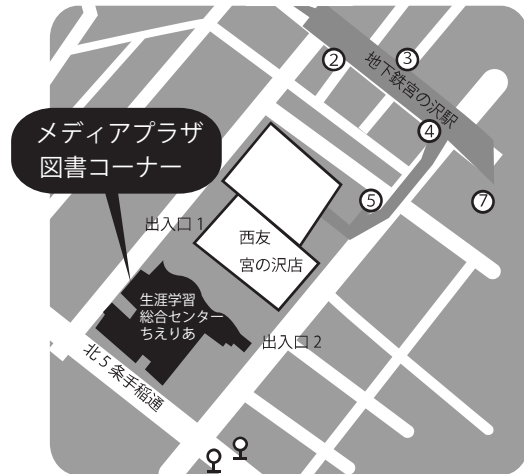 ②
③
地下鉄宮の沢駅
④
⑤
⑦
メディアプラザ
図書コーナー
出入口1
西友
宮の沢店
生涯学習
総合センター
ちえりあ
出入口2
北5条手稲通